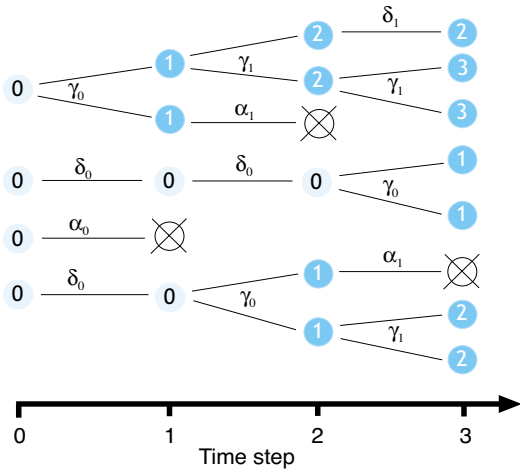 δ₁
2 2
1 2 3
γ₀ γ₁ γ₁
0
1 α₁ 3
δ₀ δ₀ 1
0 0 0
γ₀
1
α₀
0
α₁
δ₀ 1
0 0
γ₀ 2
1 γ₁
2
0 1 2 3
Time step